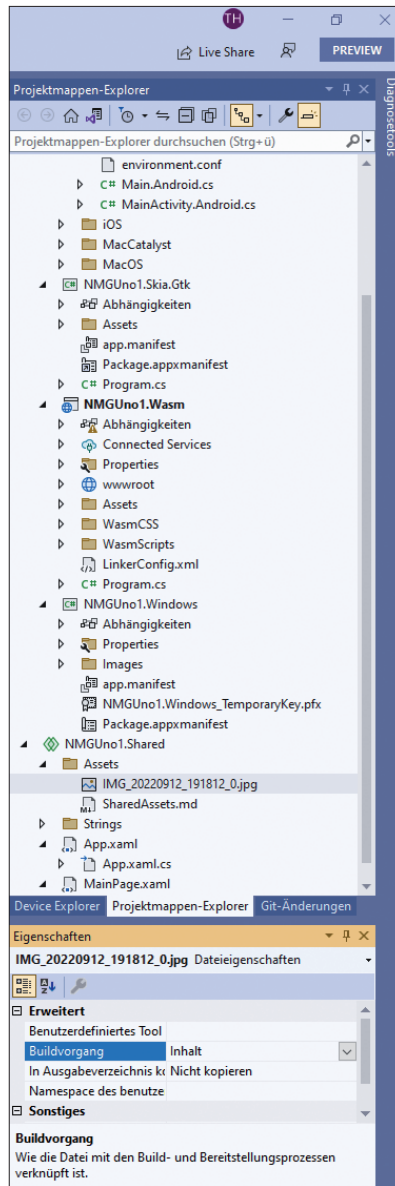 TH
Live Share
PREVIEW
Projektmappen-Explorer
Diagnosetools
Projektmappen-Explorer durchsuchen (Strg+ü)
environment.conf
C# Main.Android.cs
C# MainActivity.Android.cs
iOS
MacCatalyst
MacOS
C# NMGUno1.Skia.Gtk
Abhängigkeiten
Assets
app.manifest
Package.appxmanifest
C# Program.cs
NMGUno1.Wasm
Abhängigkeiten
Connected Services
Properties
wwwroot
Assets
WasmCSS
WasmScripts
LinkerConfig.xml
C# Program.cs
C# NMGUno1.Windows
Abhängigkeiten
Properties
Images
app.manifest
NMGUno1.Windows_TemporaryKey.pfx
Package.appxmanifest
NMGUno1.Shared
Assets
IMG_20220912_191812_0.jpg
SharedAssets.md
Strings
App.xaml
App.xaml.cs
MainPage.xaml
Device Explorer Projektmappen-Explorer Git-Änderungen
Eigenschaften
IMG_20220912_191812_0.jpg Dateieigenschaften
Erweitert
Benutzerdefiniertes Tool
Buildvorgang Inhalt
In Ausgabeverzeichnis ko Nicht kopieren
Namespace des benutze
Sonstiges
Buildvorgang
Wie die Datei mit den Build- und Bereitstellungsprozessen
verknüpft ist.